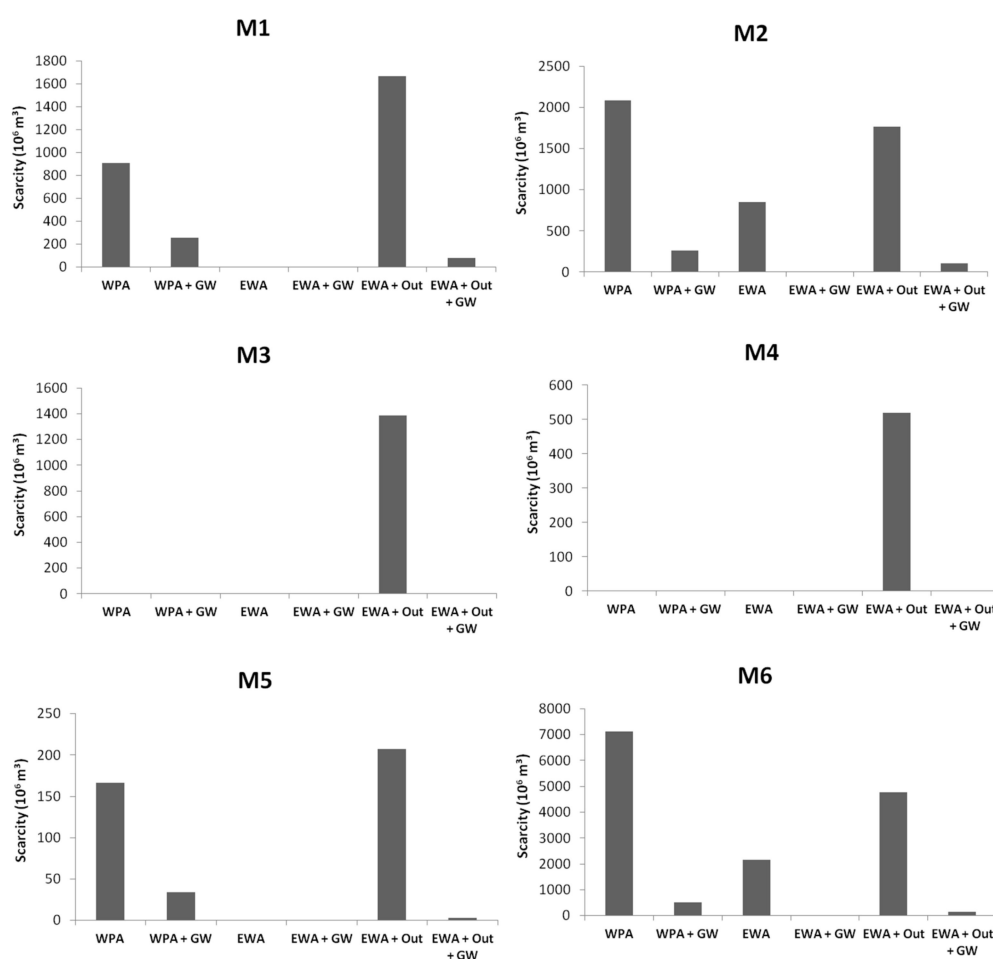 M1
Scarcity (10⁶ m³)
1800
1600
1400
1200
1000
800
600
400
200
0
WPA
WPA + GW
EWA
EWA + GW
EWA + Out
EWA + Out
+ GW
M2
Scarcity (10⁶ m³)
2500
2000
1500
1000
500
0
WPA
WPA + GW
EWA
EWA + GW
EWA + Out
EWA + Out
+ GW
M3
Scarcity (10⁶ m³)
1600
1400
1200
1000
800
600
400
200
0
WPA
WPA + GW
EWA
EWA + GW
EWA + Out
EWA + Out
+ GW
M4
Scarcity (10⁶ m³)
600
500
400
300
200
100
0
WPA
WPA + GW
EWA
EWA + GW
EWA + Out
EWA + Out
+ GW
M5
Scarcity (10⁶ m³)
250
200
150
100
50
0
WPA
WPA + GW
EWA
EWA + GW
EWA + Out
EWA + Out
+ GW
M6
Scarcity (10⁶ m³)
8000
7000
6000
5000
4000
3000
2000
1000
0
WPA
WPA + GW
EWA
EWA + GW
EWA + Out
EWA + Out
+ GW